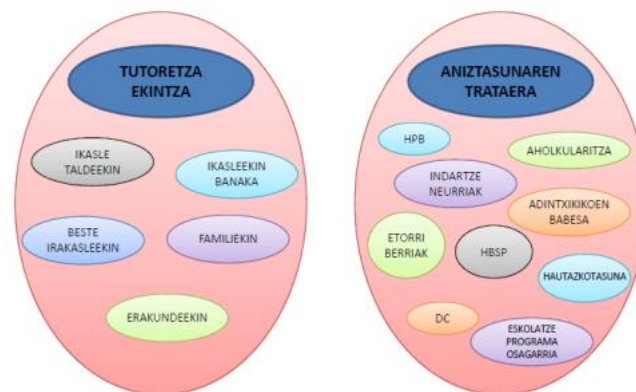 TUTORETZA
EKINTZA
IKASLE
TALDEEKIN
IKASLEEKIN
BANAKA
BESTE
IRAKASLEEKIN
FAMILIEKIN
ERAKUNDEEKIN
ANIZTASUNAREN
TRATAERA
HPB
AHOLKULARITZA
INDARTZE
NEURRIAK
ADINTXIKIKOEN
BABESA
ETORRI
BERRIAK
HBSP
HAUTAZKOTASUNA
DC
ESKOLATZE
PROGRAMA
OSAGARRIA